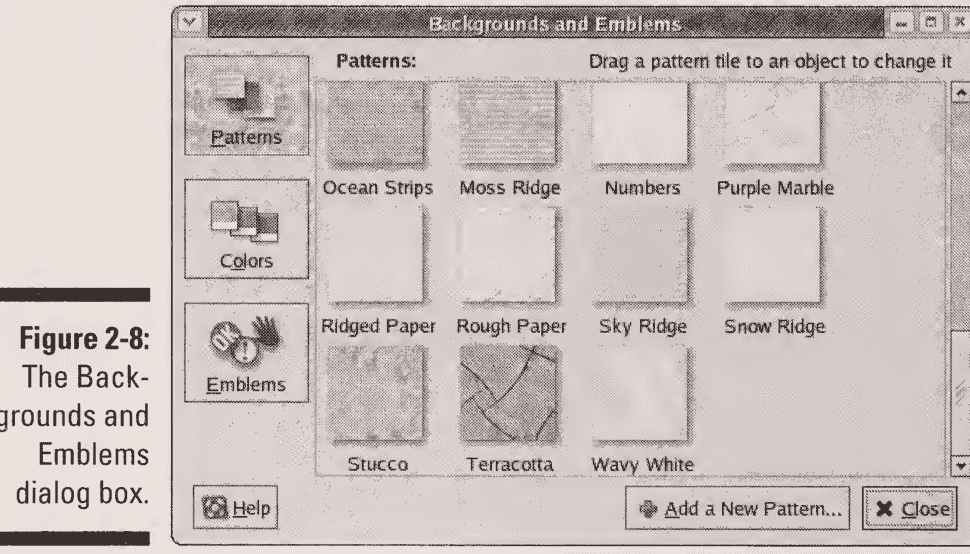 Backgrounds and Emblems
Patterns:
Drag a pattern tile to an object to change it
Patterns
Colors
Emblems
Ocean Strips
Moss Ridge
Numbers
Purple Marble
Ridged Paper
Rough Paper
Sky Ridge
Snow Ridge
Stucco
Terracotta
Wavy White
Help
Add a New Pattern...
Close
Figure 2-8:
The Back-
grounds and
Emblems
dialog box.